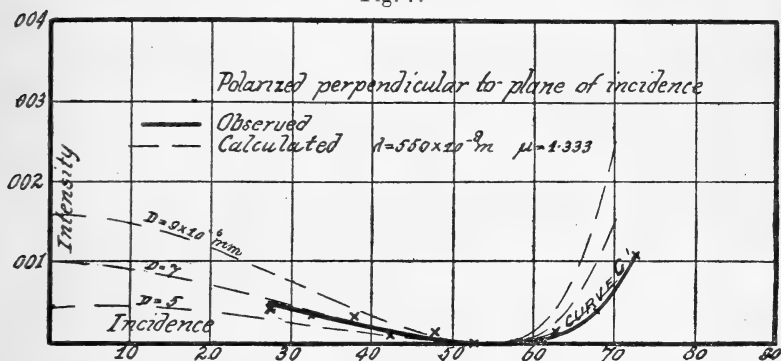 004
Polarized perpendicular to plane of incidence
003
Observed
Calculated λ=550×10⁻⁹m μ=1.333
002
Intensity
D=9×10⁻⁶mm
001
D=7
D=5
Incidence
CURVE C'
10 20 30 40 50 60 70 80